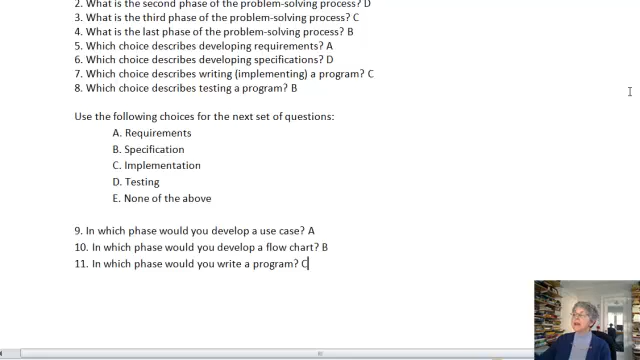 2. What is the second phase of the problem-solving process? D
3. What is the third phase of the problem-solving process? C
4. What is the last phase of the problem-solving process? B
5. Which choice describes developing requirements? A
6. Which choice describes developing specifications? D
7. Which choice describes writing (implementing) a program? C
8. Which choice describes testing a program? B
Use the following choices for the next set of questions:
A. Requirements
B. Specification
C. Implementation
D. Testing
E. None of the above
9. In which phase would you develop a use case? A
10. In which phase would you develop a flow chart? B
11. In which phase would you write a program? C